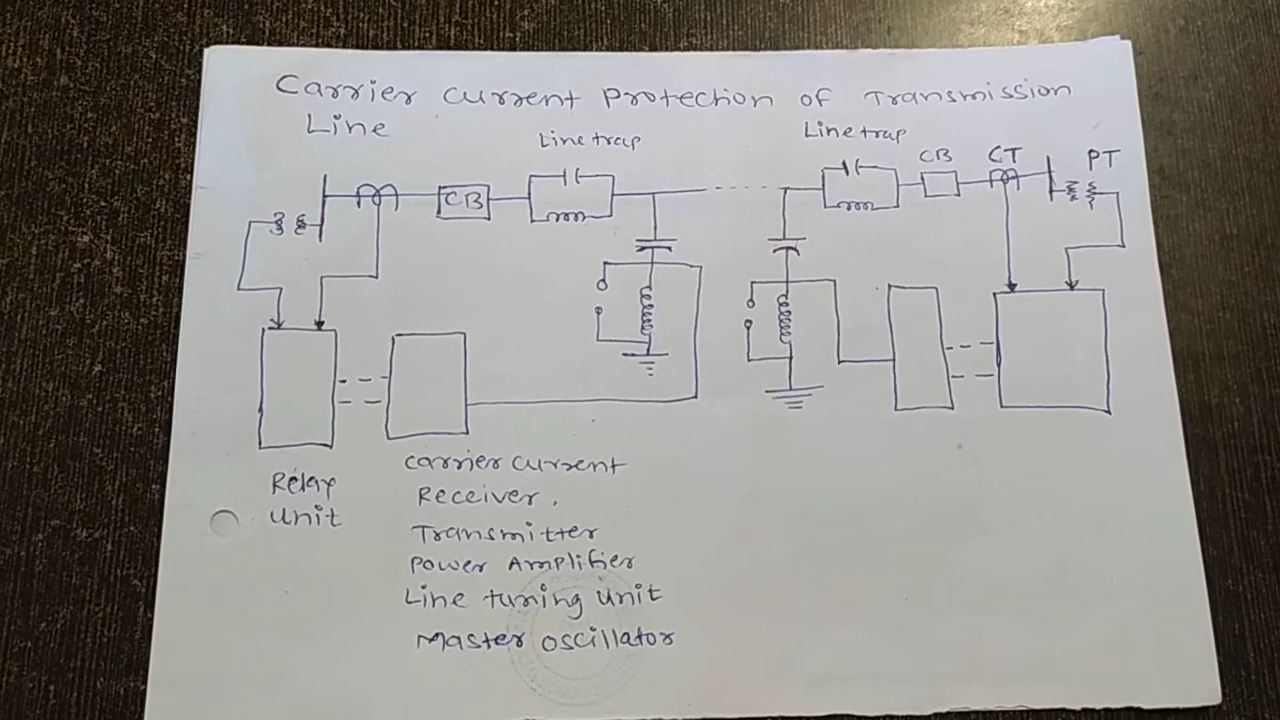 Carrier current protection of Transmission
Line
Line trap
Line trap
CB
CT
PT
CB
Relay
unit
carrier current
Receiver,
Transmitter
power Amplifier
Line tuning unit
Master oscillator